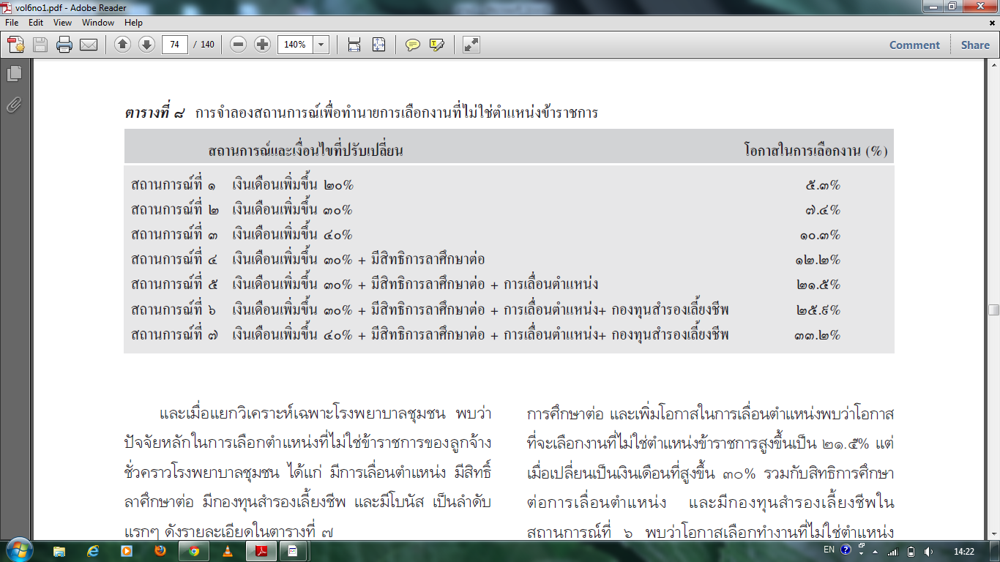 vol6no1.pdf - Adobe Reader
File Edit View Window Help
74 / 140 140% Comment Share
ตารางที่ ๘ การจำลองสถานการณ์เพื่อทำนายการเลือกงานที่ไม่ใช่ตำแหน่งข้าราชการ
สถานการณ์และเงื่อนไขที่ปรับเปลี่ยน โอกาสในการเลือกงาน (%)
สถานการณ์ที่ ๑ เงินเดือนเพิ่มขึ้น ๒๐% ๕.๓%
สถานการณ์ที่ ๒ เงินเดือนเพิ่มขึ้น ๓๐% ๗.๔%
สถานการณ์ที่ ๓ เงินเดือนเพิ่มขึ้น ๔๐% ๑๐.๓%
สถานการณ์ที่ ๔ เงินเดือนเพิ่มขึ้น ๓๐% + มีสิทธิการลาศึกษาต่อ ๑๒.๒%
สถานการณ์ที่ ๕ เงินเดือนเพิ่มขึ้น ๓๐% + มีสิทธิการลาศึกษาต่อ + การเลื่อนตำแหน่ง ๒๑.๕%
สถานการณ์ที่ ๖ เงินเดือนเพิ่มขึ้น ๓๐% + มีสิทธิการลาศึกษาต่อ + การเลื่อนตำแหน่ง+ กองทุนสำรองเลี้ยงชีพ ๒๕.๙%
สถานการณ์ที่ ๗ เงินเดือนเพิ่มขึ้น ๔๐% + มีสิทธิการลาศึกษาต่อ + การเลื่อนตำแหน่ง+ กองทุนสำรองเลี้ยงชีพ ๓๓.๒%
และเมื่อแยกวิเคราะห์เฉพาะโรงพยาบาลชุมชน พบว่า
ปัจจัยหลักในการเลือกตำแหน่งที่ไม่ใช่ข้าราชการของลูกจ้าง
ชั่วคราวโรงพยาบาลชุมชน ได้แก่ มีการเลื่อนตำแหน่ง มีสิทธิ์
ลาศึกษาต่อ มีกองทุนสำรองเลี้ยงชีพ และมีโบนัส เป็นลำดับ
แรกๆ ดังรายละเอียดในตารางที่ ๗
การศึกษาต่อ และเพิ่มโอกาสในการเลื่อนตำแหน่งพบว่าโอกาส
ที่จะเลือกงานที่ไม่ใช่ตำแหน่งข้าราชการสูงขึ้นเป็น ๒๑.๕% แต่
เมื่อเปลี่ยนเป็นเงินเดือนที่สูงขึ้น ๓๐% รวมกับสิทธิการศึกษา
ต่อการเลื่อนตำแหน่ง และมีกองทุนสำรองเลี้ยงชีพใน
สถานการณ์ที่ ๖ พบว่าโอกาสเลือกทำงานที่ไม่ใช่ตำแหน่ง
EN 14:22